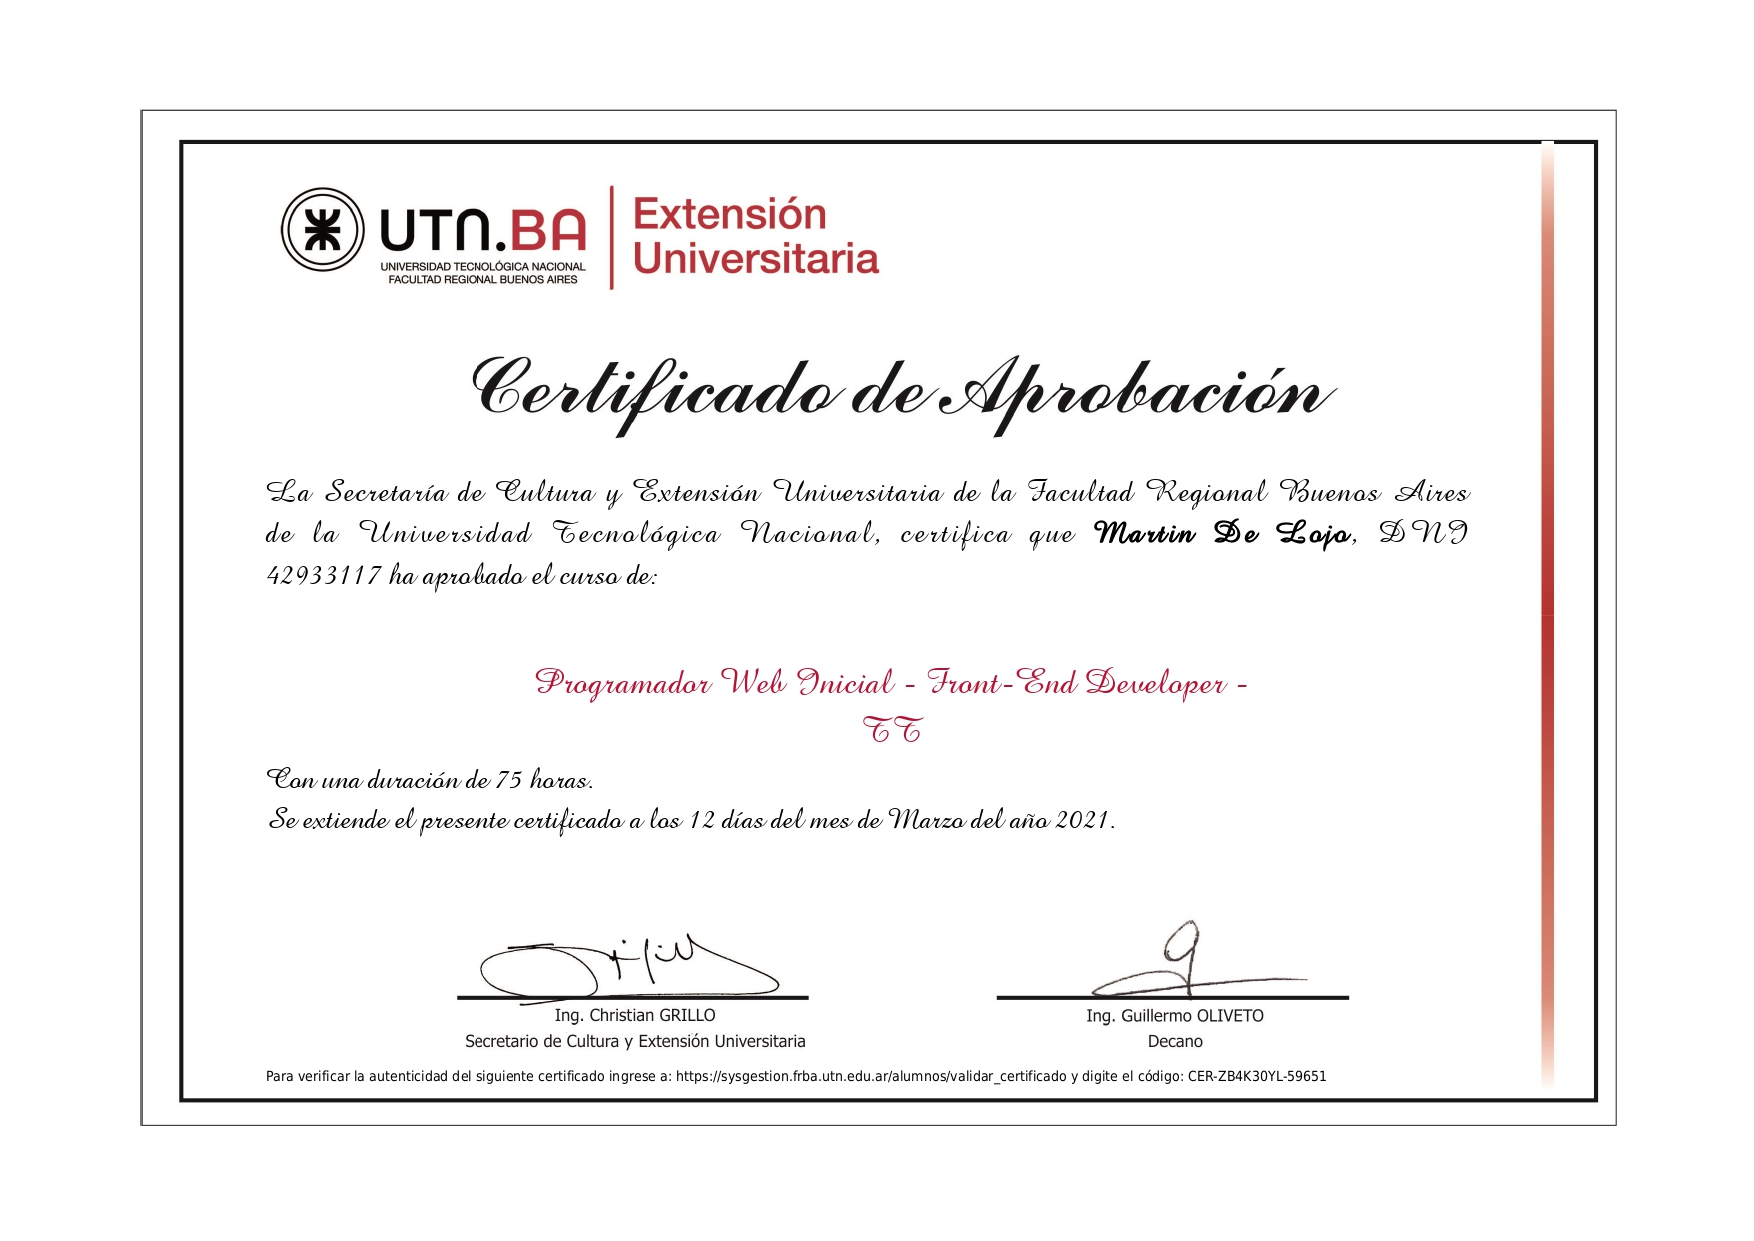 UTN.BA
UNIVERSIDAD TECNOLÓGICA NACIONAL
FACULTAD REGIONAL BUENOS AIRES
Extensión
Universitaria
Certificado de Aprobación
La Secretaría de Cultura y Extensión Universitaria de la Facultad Regional Buenos Aires
de la Universidad Tecnológica Nacional, certifica que Martin De Lojo, DNI
42933117 ha aprobado el curso de:
Programador Web Inicial - Front-End Developer -
TT
Con una duración de 75 horas.
Se extiende el presente certificado a los 12 días del mes de Marzo del año 2021.
Ing. Christian GRILLO
Secretario de Cultura y Extensión Universitaria
Ing. Guillermo OLIVETO
Decano
Para verificar la autenticidad del siguiente certificado ingrese a: https://sysgestion.frba.utn.edu.ar/alumnos/validar_certificado y digite el código: CER-ZB4K30YL-59651